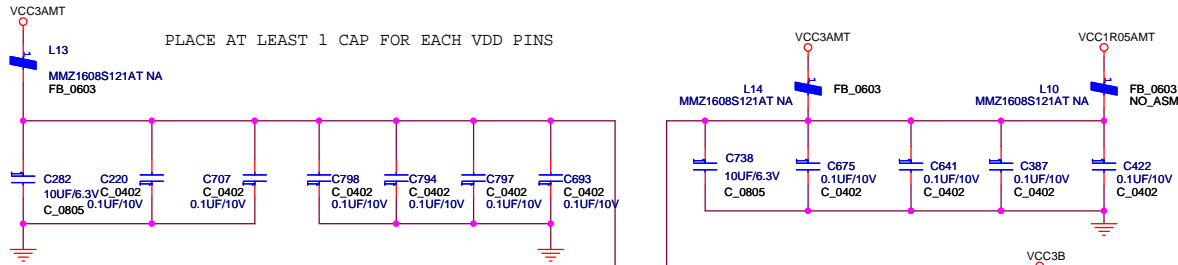 VCC3AMT
L13
PLACE AT LEAST 1 CAP FOR EACH VDD PINS
MMZ1608S121AT NA
FB_0603
C282
10UF/6.3V
C_0805
C220
C_0402
0.1UF/10V
C707
C_0402
0.1UF/10V
C798
C_0402
0.1UF/10V
C794
C_0402
0.1UF/10V
C797
C_0402
0.1UF/10V
C693
C_0402
0.1UF/10V
VCC3AMT
L14
MMZ1608S121AT NA
FB_0603
VCC1R05AMT
L10
MMZ1608S121AT NA
FB_0603
NO_ASM
C738
10UF/6.3V
C_0805
C675
0.1UF/10V
C_0402
C641
0.1UF/10V
C_0402
C387
0.1UF/10V
C_0402
C422
0.1UF/10V
C_0402
VCC3B